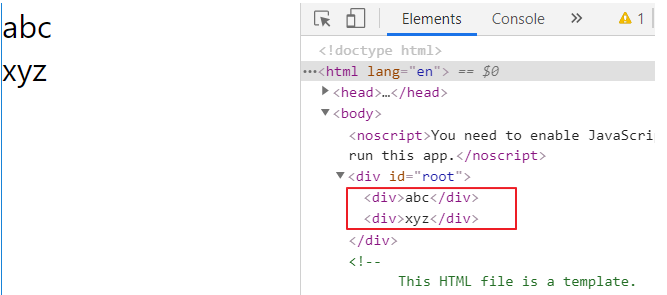 abc
xyz
Elements Console » 1
<!doctype html>
···<html lang="en"> == $0
<head>…</head>
<body>
<noscript>You need to enable JavaScri
run this app.</noscript>
<div id="root">
<div>abc</div>
<div>xyz</div>
</div>
<!--
This HTML file is a template.